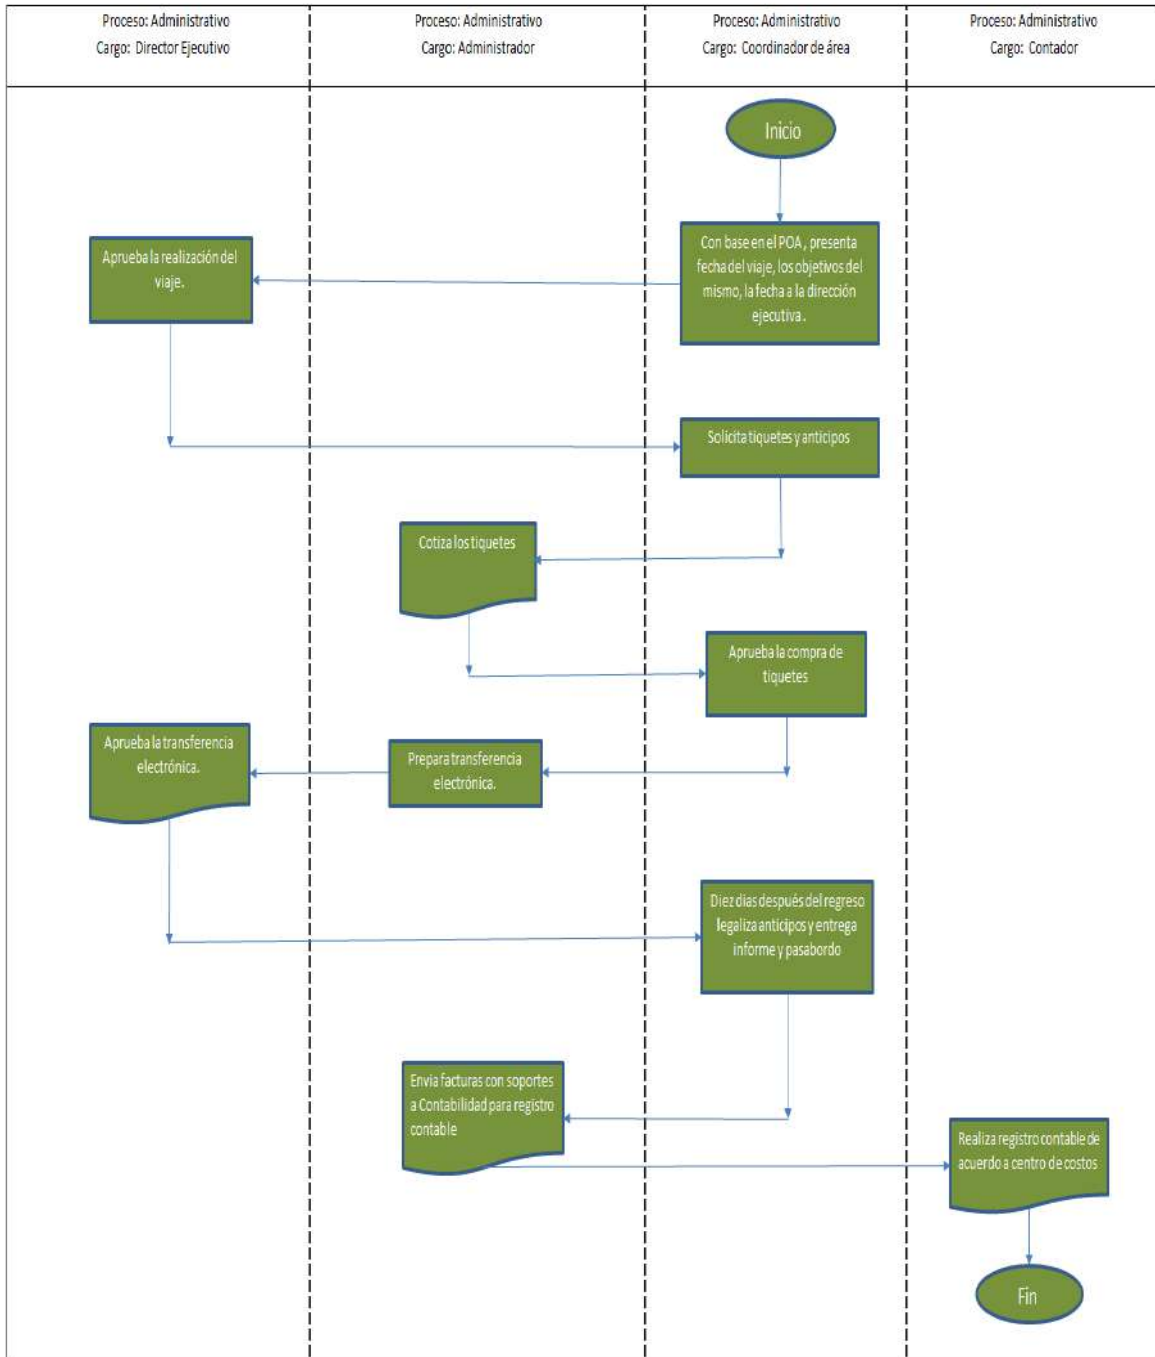 Proceso: Administrativo
Cargo: Director Ejecutivo
Proceso: Administrativo
Cargo: Administrador
Proceso: Administrativo
Cargo: Coordinador de área
Proceso: Administrativo
Cargo: Contador
Inicio
Con base en el POA , presenta
fecha del viaje, los objetivos del
mismo, la fecha a la dirección
ejecutiva .
Aprueba la realización del
viaje.
Solicita tiquetes y anticipos
Cotiza los tiquetes
Aprueba la compra de
tiquetes
Prepara transferencia
electrónica.
Aprueba la transferencia
electrónica.
Diez dias después del regreso
legaliza anticipos y entrega
informe y pasabordo
Envia facturas con soportes
a Contabilidad para registro
contable
Realiza registro contable de
acuerdo a centro de costos
Fin